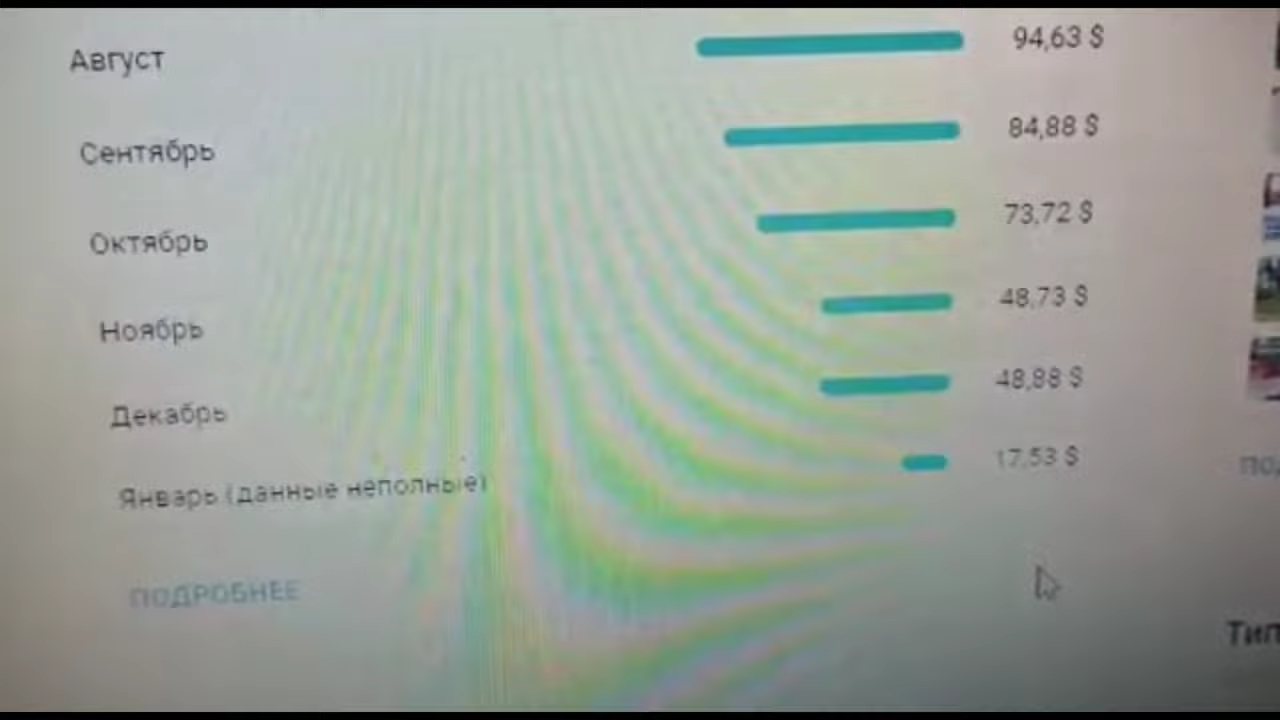 Август 94,63 $
Сентябрь 84,88 $
Октябрь 73,72 $
Ноябрь 48,73 $
Декабрь 48,88 $
Январь (данные неполные) 17,53 $
ПОДРОБНЕЕ